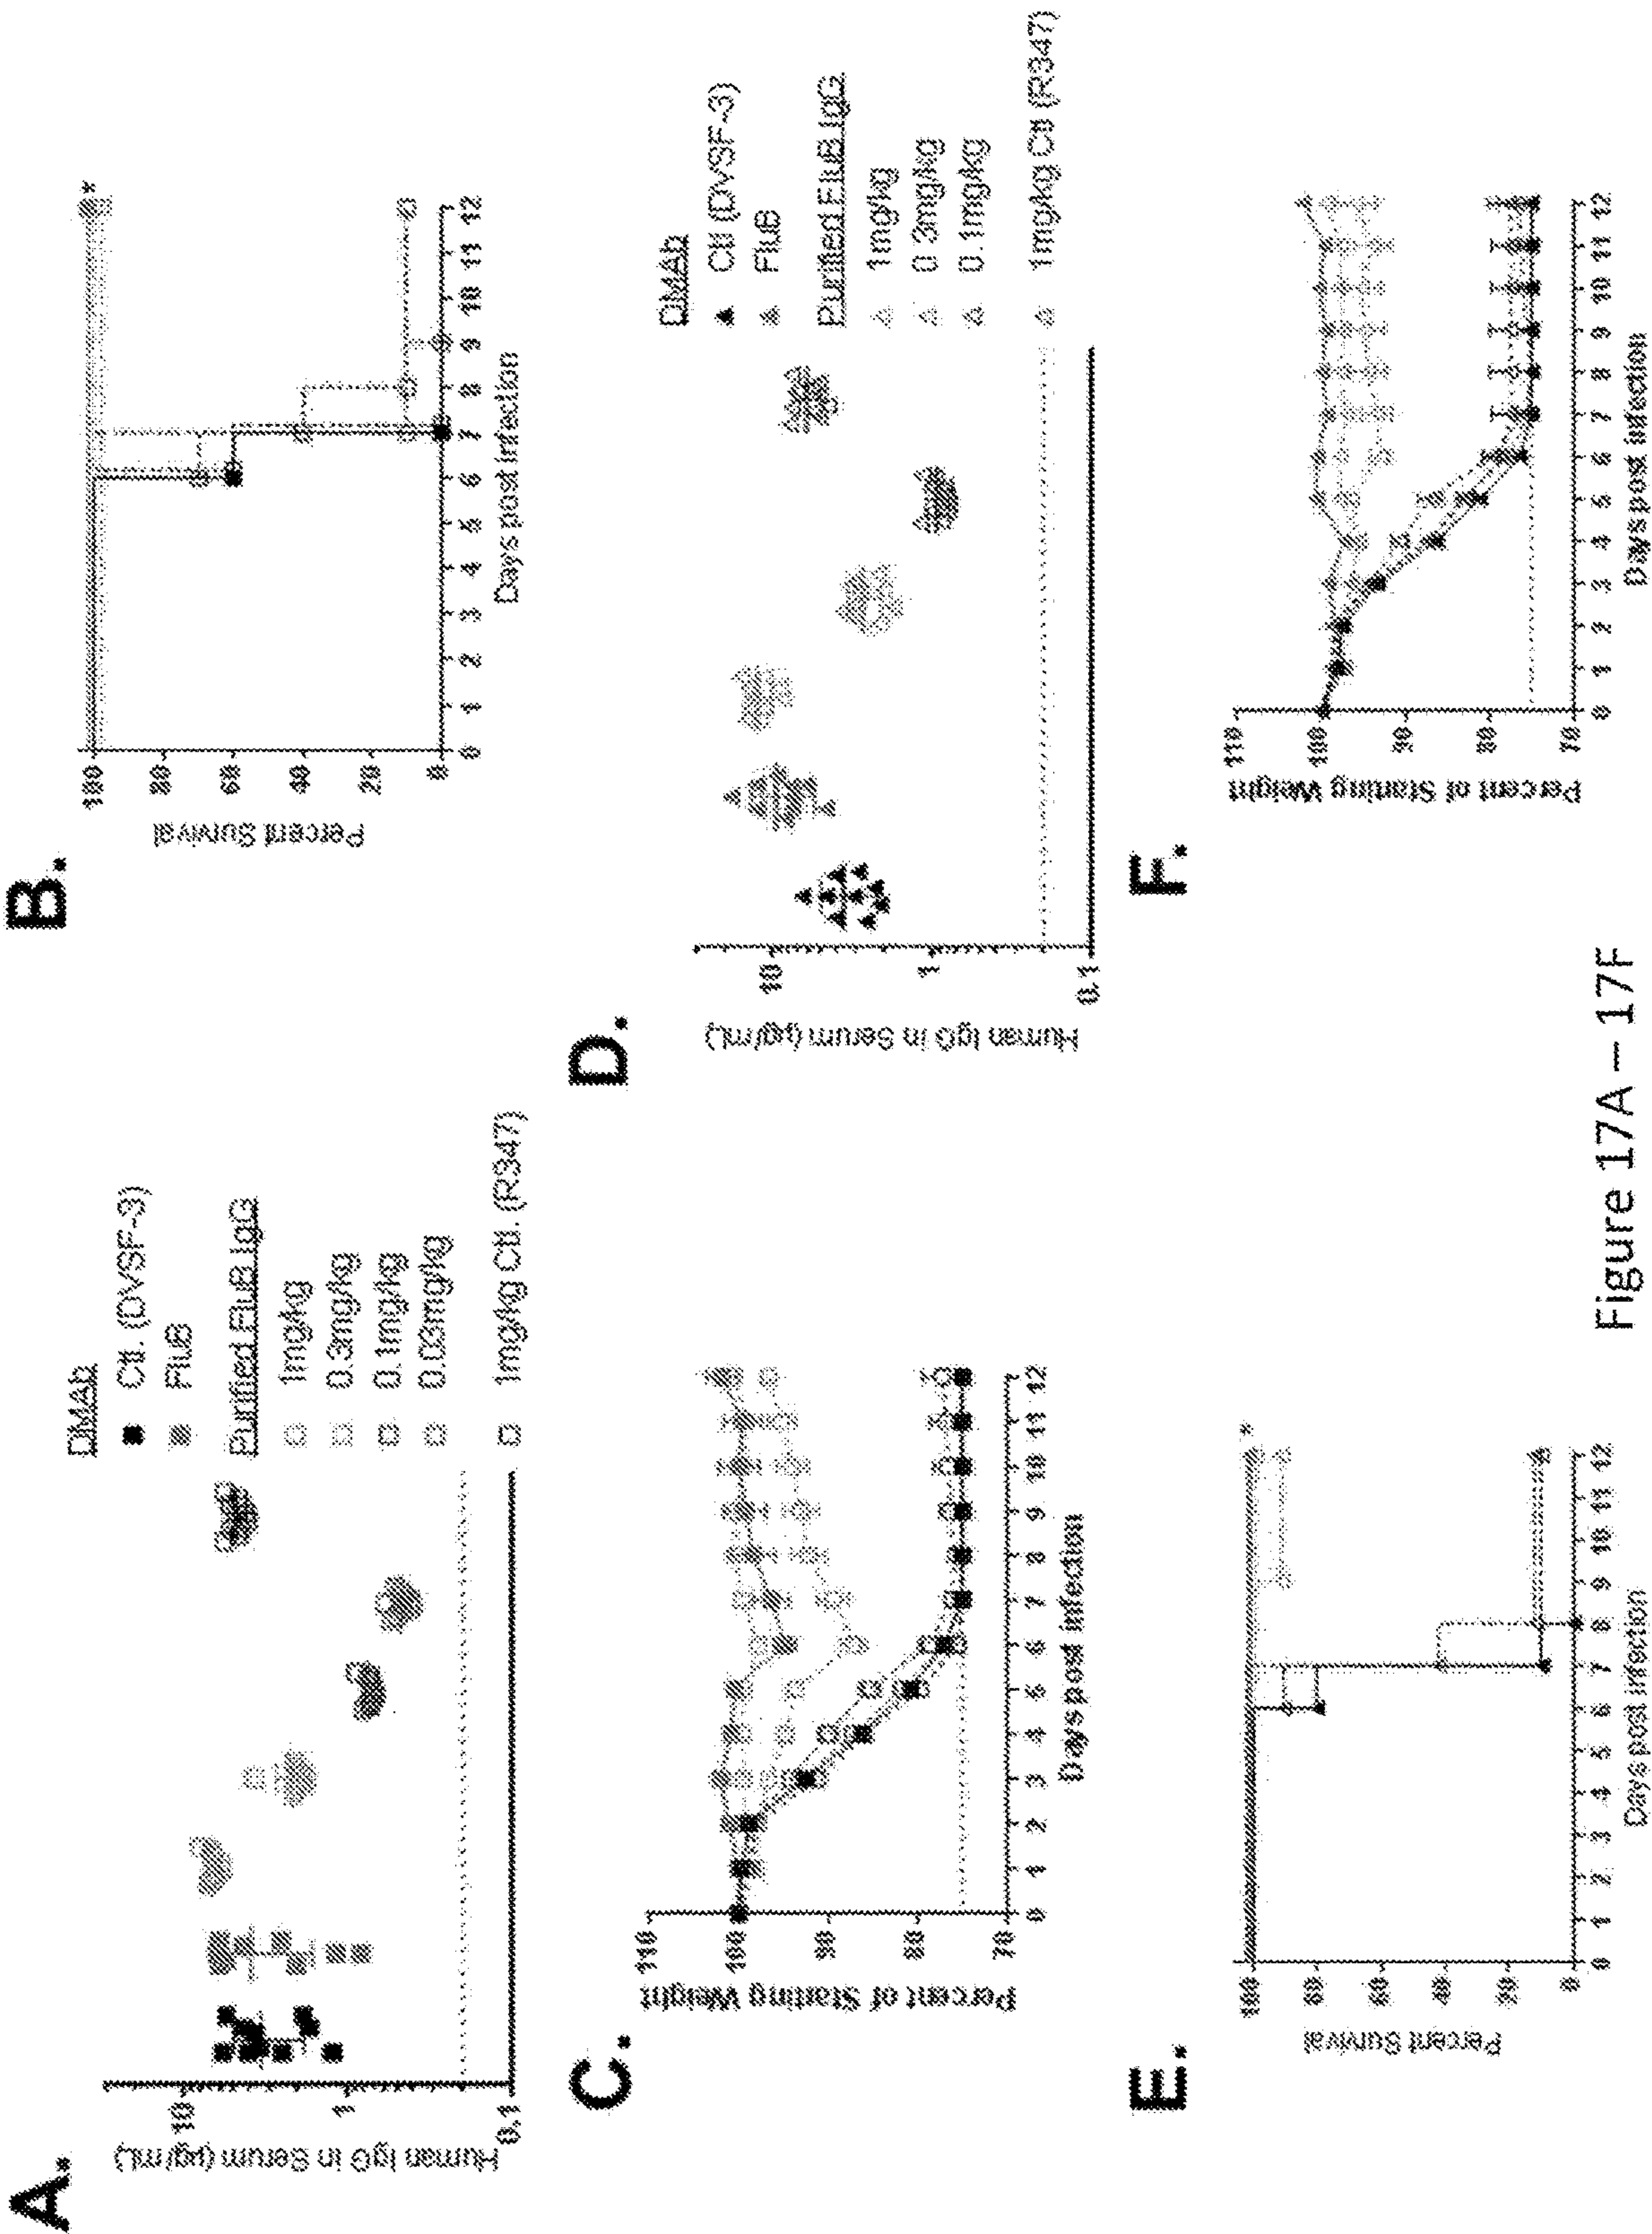 A.
Human IgG in Serum (µg/mL)
10
1
0.1
DMAb
Ctl. (DVSF-3)
FluB
Purified FluB IgG
1mg/kg
0.3mg/kg
0.1mg/kg
0.03mg/kg
1mg/kg Ctl. (R347)
B.
Percent Survival
100
80
60
40
20
0
*
0 1 2 3 4 5 6 7 8 9 10 11 12
Days post infection
C.
Percent of Starting Weight
110
100
90
80
70
0 1 2 3 4 5 6 7 8 9 10 11 12
Days post infection
D.
Human IgG in Serum (µg/mL)
10
1
0.1
DMAb
Ctl (DVSF-3)
FluB
Purified FluB IgG
1mg/kg
0.3mg/kg
0.1mg/kg
1mg/kg Ctl (R347)
E.
Percent Survival
100
80
60
40
20
0
*
0 1 2 3 4 5 6 7 8 9 10 11 12
Days post infection
F.
Percent of Starting Weight
110
100
90
80
70
0 1 2 3 4 5 6 7 8 9 10 11 12
Days post infection
Figure 17A – 17F